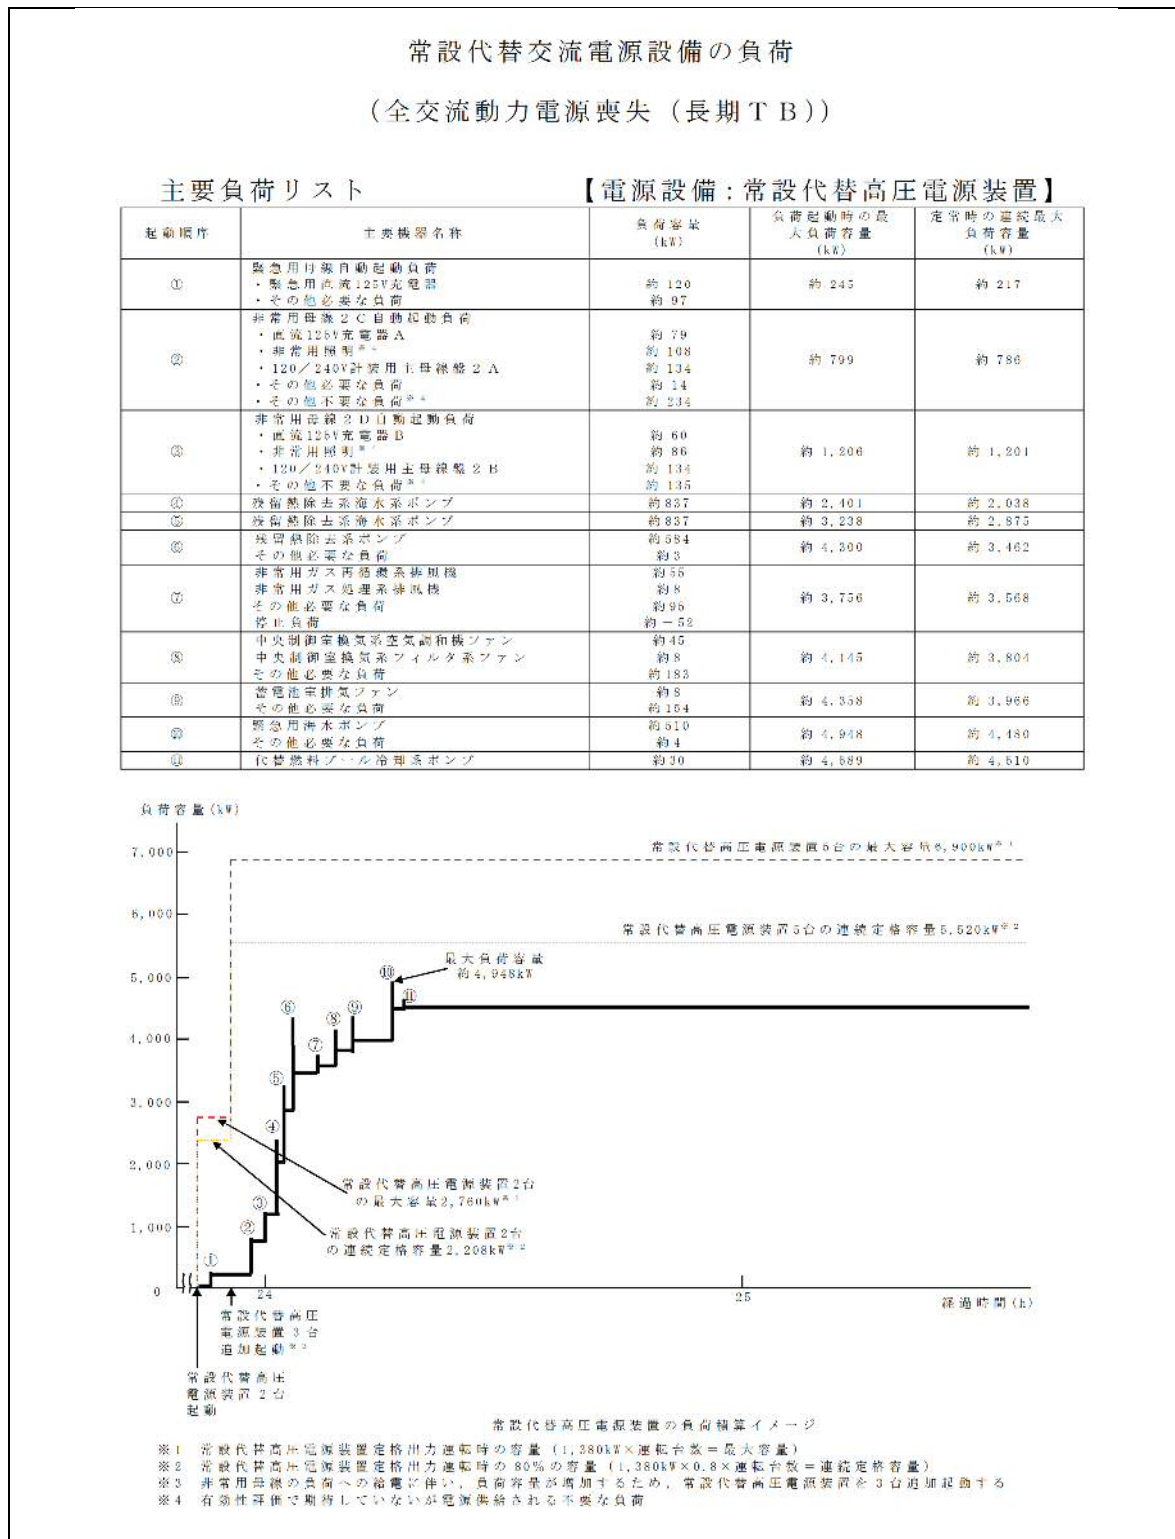 常設代替交流電源設備の負荷
(全交流動力電源喪失（長期ＴＢ）)
主要負荷リスト 【電源設備：常設代替高圧電源装置】
起動順序 主要機器名称 負荷容量(kW) 負荷起動時の最大負荷容量(kW) 定常時の連続最大負荷容量(kW)
① 緊急用母線自動起動負荷
・緊急用直流125V充電器 約 120 約 245 約 217
・その他必要な負荷 約 97
② 非常用母線２Ｃ自動起動負荷
・直流125V充電器Ａ 約 79
・非常用照明 約 108
・120／240V計装用主母線盤２Ａ 約 134 約 799 約 786
・その他必要な負荷 約 14
・その他不要な負荷※４ 約 234
③ 非常用母線２Ｄ自動起動負荷
・直流125V充電器Ｂ 約 60
・非常用照明 約 86 約 1,206 約 1,201
・120／240V計装用主母線盤２Ｂ 約 134
・その他不要な負荷 約 135
④ 残留熱除去系海水系ポンプ 約837 約 2,401 約 2,038
⑤ 残留熱除去系海水系ポンプ 約837 約 3,238 約 2,875
⑥ 残留熱除去系ポンプ 約584 約 4,300 約 3,462
その他必要な負荷 約3
⑦ 非常用ガス再循環系排風機 約55
非常用ガス処理系排風機 約8 約 3,756 約 3,568
その他必要な負荷 約95
停止負荷 約－52
⑧ 中央制御室換気系空気調和機ファン 約45
中央制御室換気系フィルタ系ファン 約8 約 4,145 約 3,804
その他必要な負荷 約183
⑨ 蓄電池室排気ファン 約8 約 4,358 約 3,966
その他必要な負荷 約154
⑩ 緊急用海水ポンプ 約510 約 4,948 約 4,480
その他必要な負荷 約4
⑪ 代替燃料プール冷却系ポンプ 約30 約 4,589 約 4,510
負荷容量(kW)
7,000
6,000
5,000
4,000
3,000
2,000
1,000
0
常設代替高圧電源装置5台の最大容量6,900kW※１
常設代替高圧電源装置5台の連続定格容量5,520kW※２
最大負荷容量
約4,948kW
①
②
③
④
⑤
⑥
⑦
⑧
⑨
⑩
⑪
常設代替高圧電源装置2台
の最大容量2,760kW※１
常設代替高圧電源装置2台
の連続定格容量2,208kW※２
24
25
経過時間(h)
常設代替高圧
電源装置３台
追加起動※３
常設代替高圧
電源装置２台
起動
常設代替高圧電源装置の負荷積算イメージ
※１ 常設代替高圧電源装置定格出力運転時の容量（1,380kW×運転台数＝最大容量）
※２ 常設代替高圧電源装置定格出力運転時の80％の容量（1,380kW×0.8×運転台数＝連続定格容量）
※３ 非常用母線の負荷への給電に伴い，負荷容量が増加するため，常設代替高圧電源装置を３台追加起動する
※４ 有効性評価で期待していないが電源供給される不要な負荷